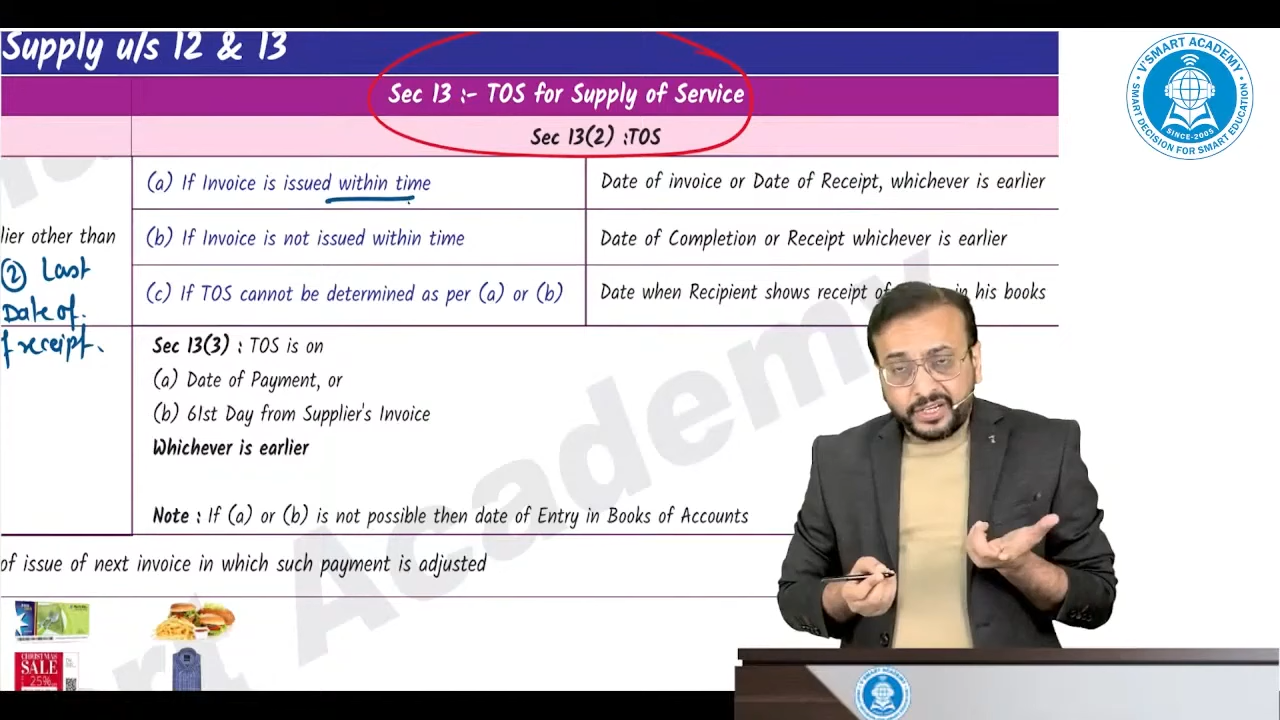 Supply u/s 12 & 13
Sec 13 :- TOS for Supply of Service
Sec 13(2) :TOS
(a) If Invoice is issued within time
Date of invoice or Date of Receipt, whichever is earlier
lier other than
(b) If Invoice is not issued within time
Date of Completion or Receipt whichever is earlier
② Last
Date of.
f receipt.
(c) If TOS cannot be determined as per (a) or (b)
Date when Recipient shows receipt of in his books
Sec 13(3) : TOS is on
(a) Date of Payment, or
(b) 61st Day from Supplier's Invoice
Whichever is earlier
Note : If (a) or (b) is not possible then date of Entry in Books of Accounts
of issue of next invoice in which such payment is adjusted
CHRISTMAS
SALE
25%
Academy
V'SMART ACADEMY
SINCE-2005
SMART DECISION FOR SMART EDUCATION